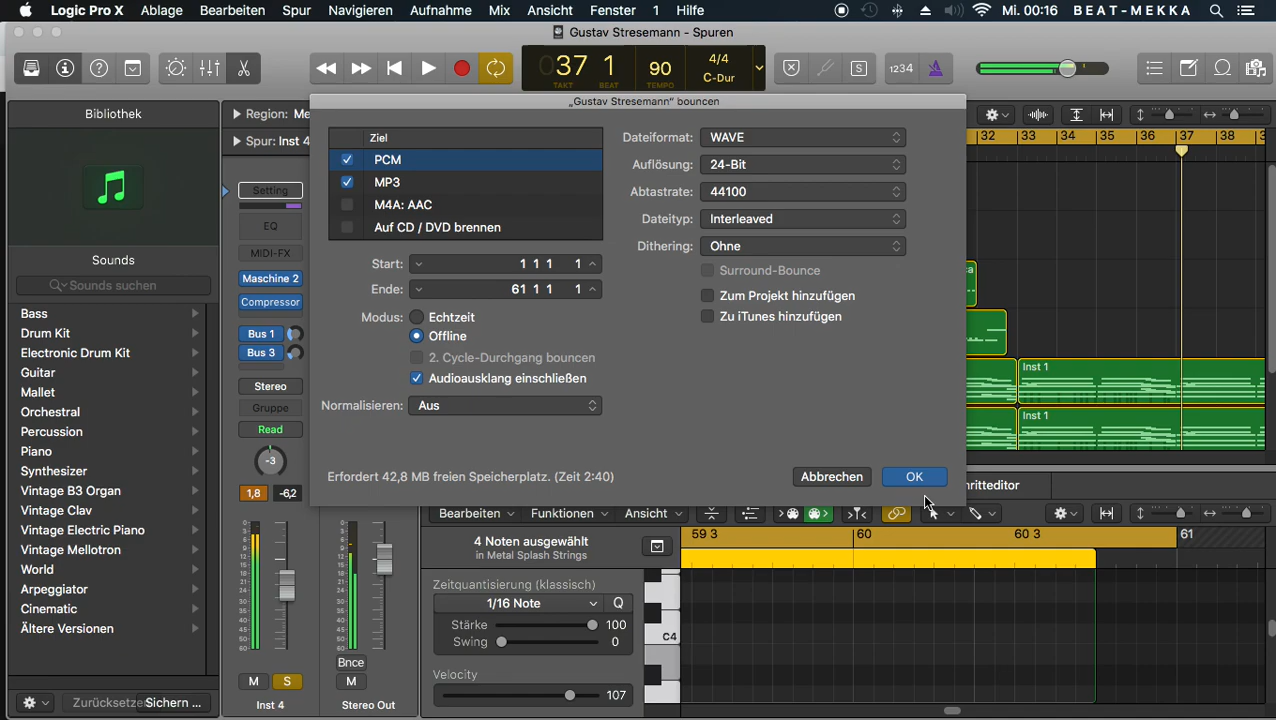 Logic Pro X Ablage Bearbeiten Spur Navigieren Aufnahme Mix Ansicht Fenster 1 Hilfe Mi. 00:16 BEAT-MEKKA
Gustav Stresemann - Spuren
037 1 90 4/4
TAKT BEAT TEMPO C-Dur
S 1234
Bibliothek
Sounds
Sounds suchen
Bass
Drum Kit
Electronic Drum Kit
Guitar
Mallet
Orchestral
Percussion
Piano
Synthesizer
Vintage B3 Organ
Vintage Clav
Vintage Electric Piano
Vintage Mellotron
World
Arpeggiator
Cinematic
Ältere Versionen
Zurücksetzen Sichern ...
Region: Me
Spur: Inst 4
Setting
EQ
MIDI-FX
Maschine 2
Compressor
Bus 1
Bus 3
Stereo
Gruppe
Read
-3
1,8 -6,2
Bnce
M S M
Inst 4 Stereo Out
„Gustav Stresemann“ bouncen
Ziel
PCM
MP3
M4A: AAC
Auf CD / DVD brennen
Start: 1 1 1 1
Ende: 61 1 1 1
Modus: Echtzeit
Offline
2. Cycle-Durchgang bouncen
Audioausklang einschließen
Normalisieren: Aus
Dateiformat: WAVE
Auflösung: 24-Bit
Abtastrate: 44100
Dateityp: Interleaved
Dithering: Ohne
Surround-Bounce
Zum Projekt hinzufügen
Zu iTunes hinzufügen
Erfordert 42,8 MB freien Speicherplatz. (Zeit 2:40)
Abbrechen OK
32 33 34 35 36 37 38
Inst 1
Inst 1
hritteditor
Bearbeiten Funktionen Ansicht
4 Noten ausgewählt
in Metal Splash Strings
59 3 60 60 3 61
Zeitquantisierung (klassisch)
1/16 Note Q
Stärke 100
Swing 0
Velocity
107
C4